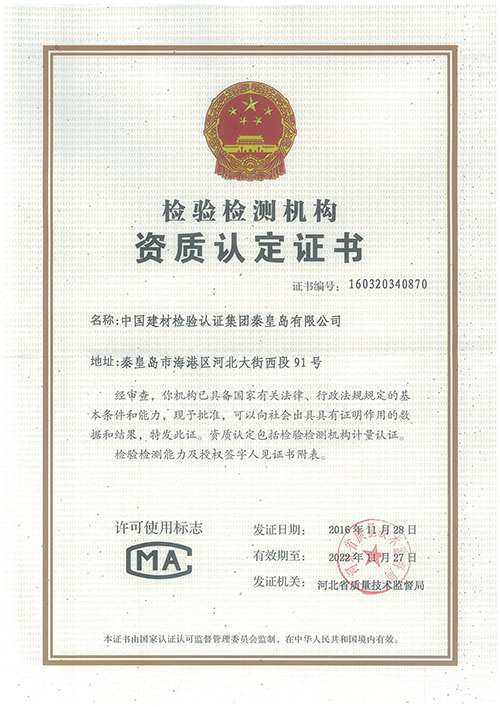 检验检测机构
资质认定证书
证书编号：160320340870
名称:中国建材检验认证集团秦皇岛有限公司
地址:秦皇岛市海港区河北大街西段91号
经审查，你机构已具备国家有关法律、行政法规规定的基
本条件和能力，现予批准，可以向社会出具具有证明作用的数
据和结果，特发此证。资质认定包括检验检测机构计量认证。
检验检测能力及授权签字人见证书附表。
许可使用标志
MA
发证日期：2016年11月28日
有效期至：2022年11月27日
发证机关：河北省质量技术监督局
本证书由国家认证认可监督管理委员会监制，在中华人民共和国境内有效。